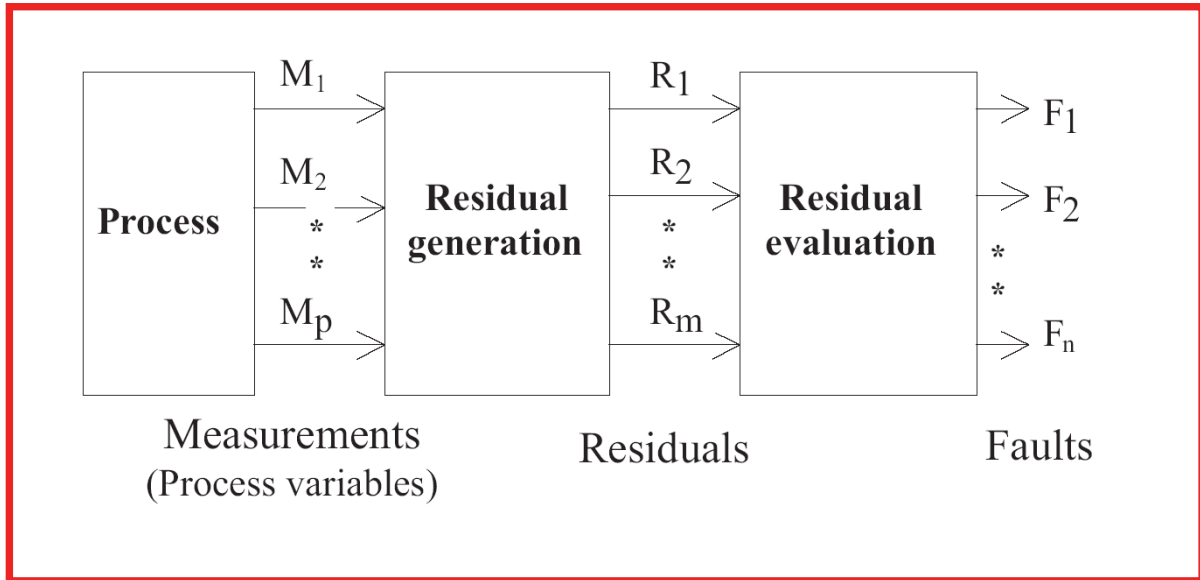 M₁
M₂
*
*
Mp
R1
R2
*
*
Rm
F1
F2
*
*
Fₙ
Process
Residual
generation
Residual
evaluation
Measurements
(Process variables)
Residuals
Faults